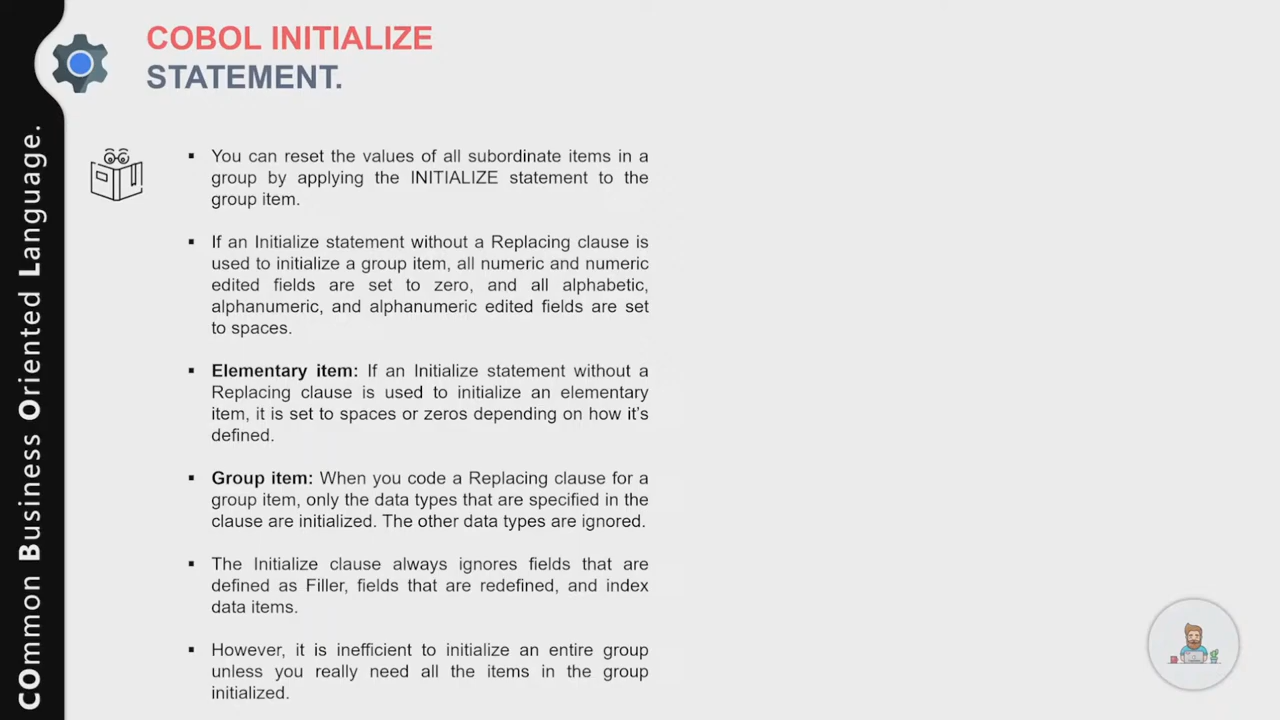 COBOL INITIALIZE
STATEMENT.
COmmon Business Oriented Language.
▪ You can reset the values of all subordinate items in a
group by applying the INITIALIZE statement to the
group item.
▪ If an Initialize statement without a Replacing clause is
used to initialize a group item, all numeric and numeric
edited fields are set to zero, and all alphabetic,
alphanumeric, and alphanumeric edited fields are set
to spaces.
▪ Elementary item: If an Initialize statement without a
Replacing clause is used to initialize an elementary
item, it is set to spaces or zeros depending on how it’s
defined.
▪ Group item: When you code a Replacing clause for a
group item, only the data types that are specified in the
clause are initialized. The other data types are ignored.
▪ The Initialize clause always ignores fields that are
defined as Filler, fields that are redefined, and index
data items.
▪ However, it is inefficient to initialize an entire group
unless you really need all the items in the group
initialized.